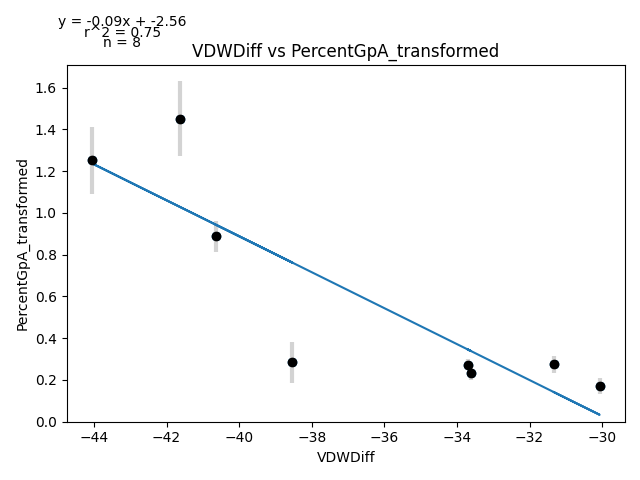 y = -0.09x + -2.56
r^2 = 0.75
n = 8
VDWDiff vs PercentGpA_transformed
PercentGpA_transformed
1.6
1.4
1.2
1.0
0.8
0.6
0.4
0.2
0.0
−44 −42 −40 −38 −36 −34 −32 −30
VDWDiff